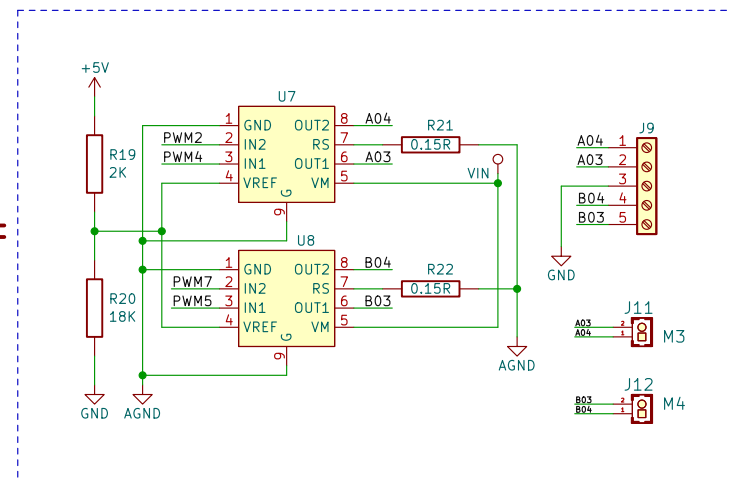 +5V
R19
2K
R20
18K
GND
AGND
U7
1 GND OUT2 8 A04
PWM2 2 IN2 RS 7
PWM4 3 IN1 OUT1 6 A03
4 VREF VM 5
G
9
R21
0.15R
VIN
U8
1 GND OUT2 8 B04
PWM7 2 IN2 RS 7
PWM5 3 IN1 OUT1 6 B03
4 VREF VM 5
G
9
R22
0.15R
AGND
J9
A04 1
A03 2
3
B04 4
B03 5
GND
J11
A03 2
A04 1
M3
J12
B03 2
B04 1
M4